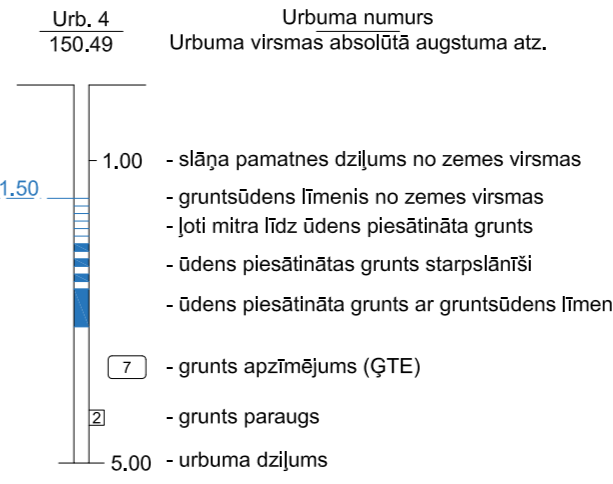 Urb. 4 Urbuma numurs
150.49 Urbuma virsmas absolūtā augstuma atz.
1.00 - slāņa pamatnes dziļums no zemes virsmas
1.50 - gruntsūdens līmenis no zemes virsmas
- ļoti mitra līdz ūdens piesātināta grunts
- ūdens piesātinātas grunts starpslānīši
- ūdens piesātināta grunts ar gruntsūdens līmen
7 - grunts apzīmējums (ĢTE)
2 - grunts paraugs
5.00 - urbuma dziļums